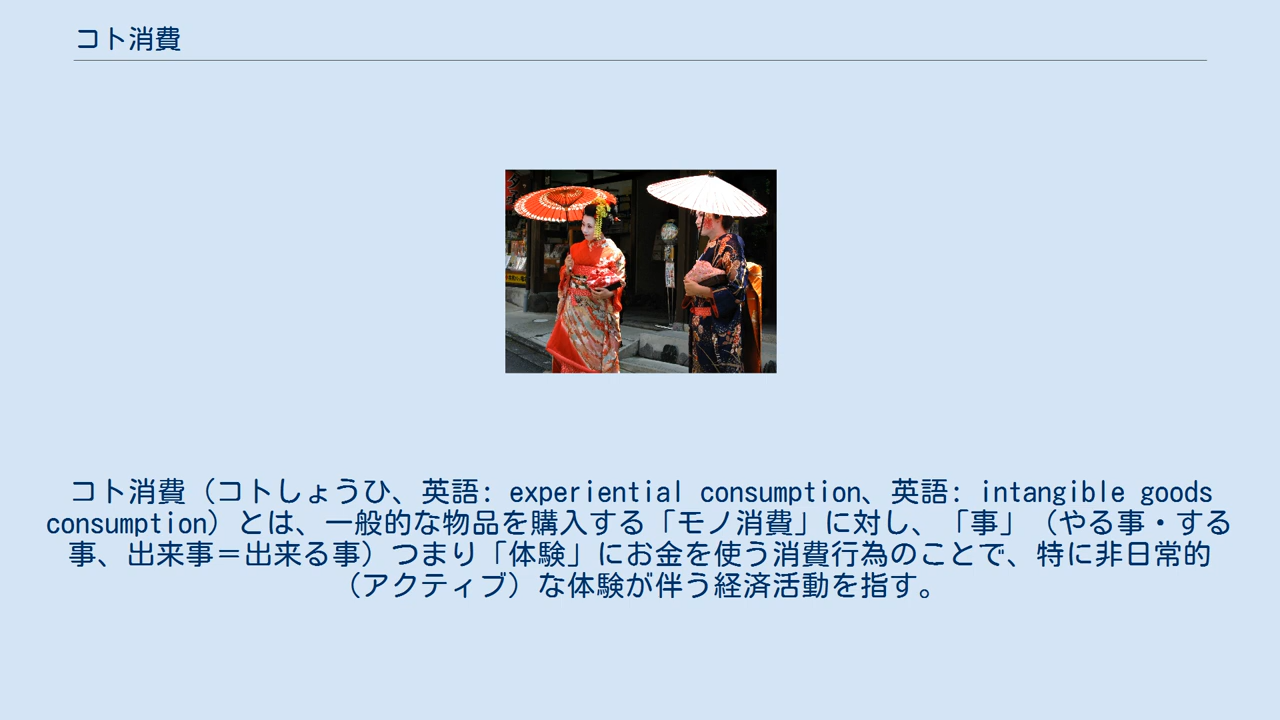 コト消費
コト消費（コトしょうひ、英語: experiential consumption、英語: intangible goods
consumption）とは、一般的な物品を購入する「モノ消費」に対し、「事」（やる事・する
事、出来事＝出来る事）つまり「体験」にお金を使う消費行為のことで、特に非日常的
（アクティブ）な体験が伴う経済活動を指す。